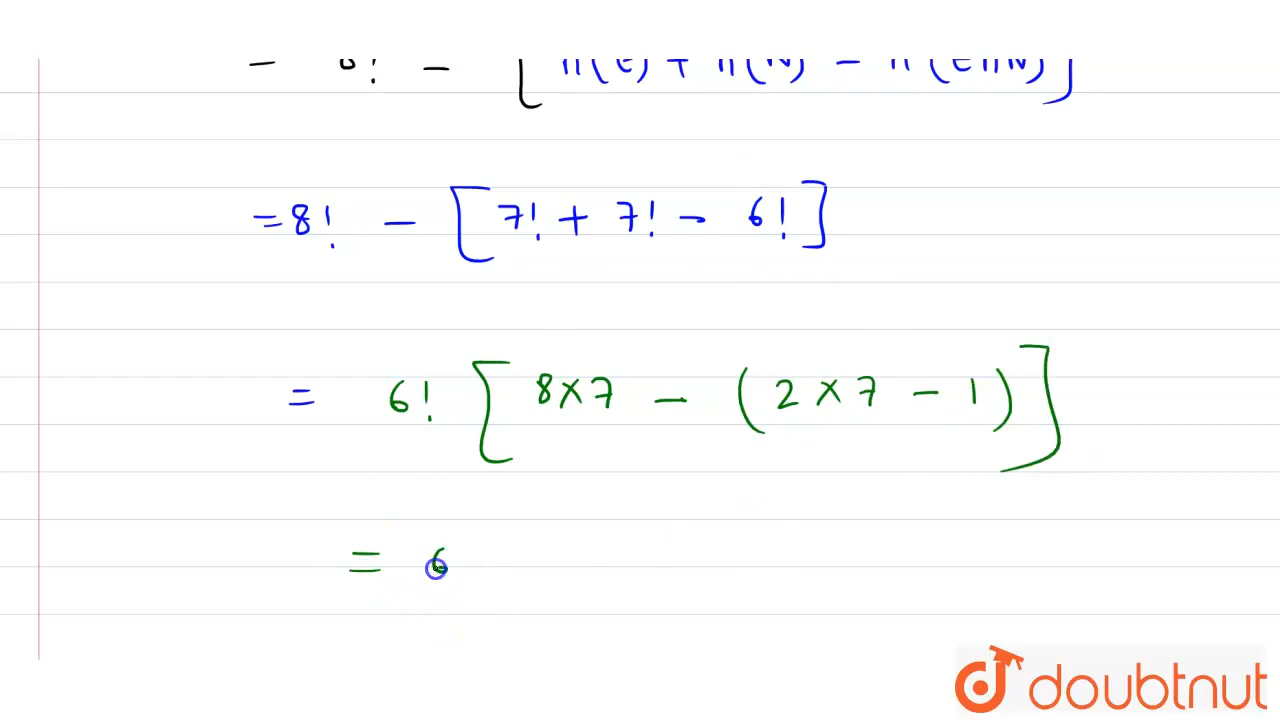 = 8! - [7! + 7! - 6!]
= 6! [8×7 - (2×7 - 1)]
= 6
doubtnut